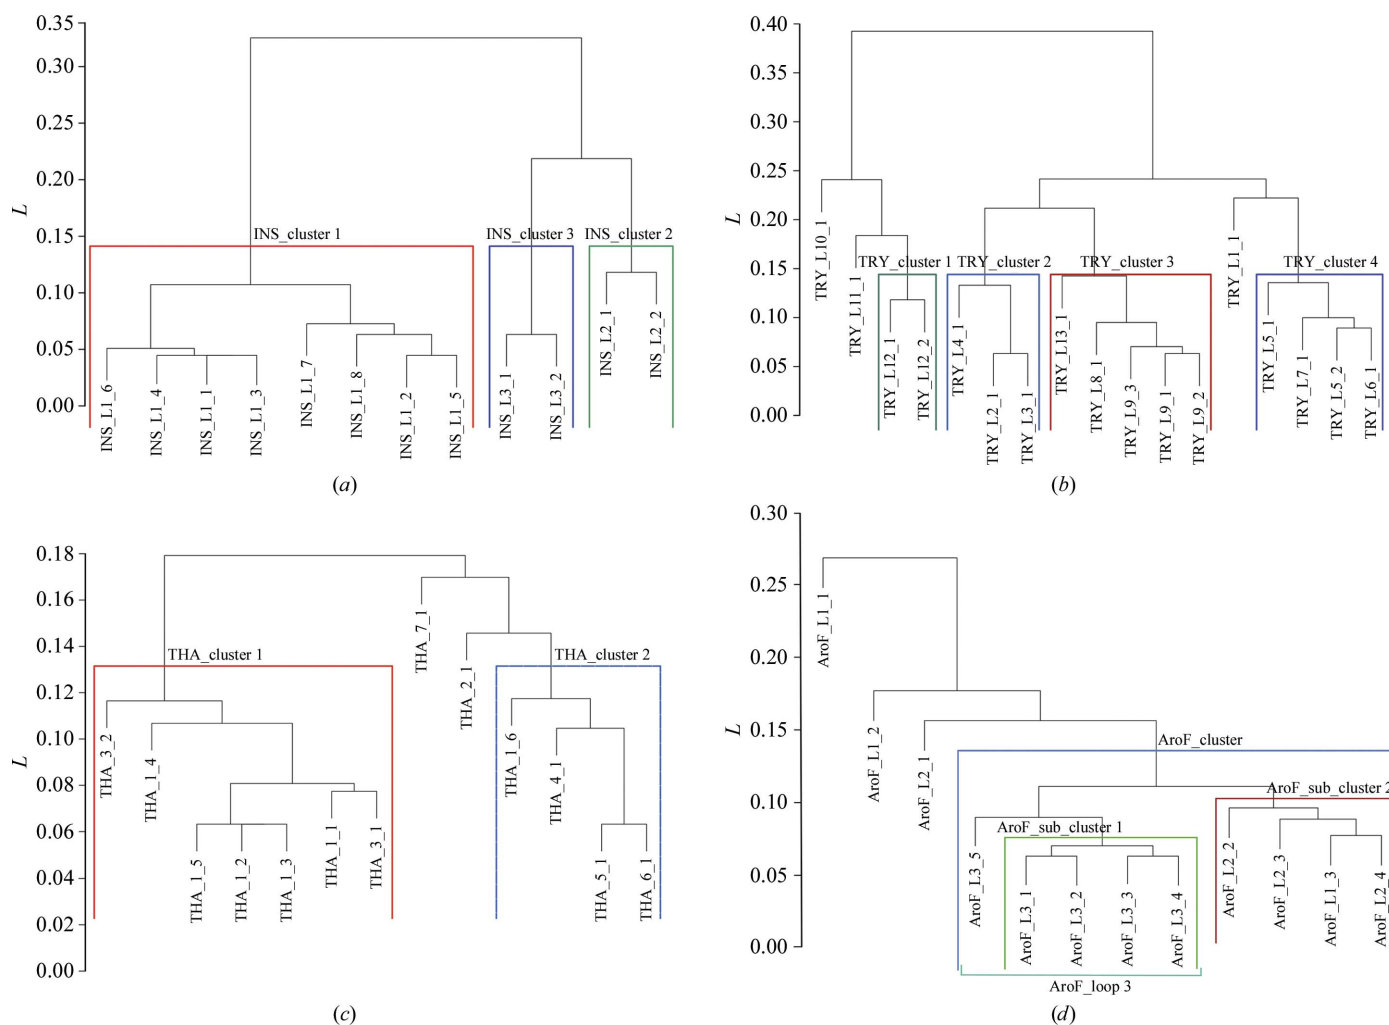 0.35
0.30
0.25
0.20
0.15
0.10
0.05
0.00
L
INS_cluster 1
INS_cluster 3
INS_cluster 2
INS_L1_6
INS_L1_4
INS_L1_1
INS_L1_3
INS_L1_7
INS_L1_8
INS_L1_2
INS_L1_5
INS_L3_1
INS_L3_2
INS_L2_1
INS_L2_2
(a)
0.40
0.35
0.30
0.25
0.20
0.15
0.10
0.05
0.00
L
TRY_cluster 1
TRY_cluster 2
TRY_cluster 3
TRY_cluster 4
TRY_L10_1
TRY_L11_1
TRY_L12_1
TRY_L12_2
TRY_L4_1
TRY_L2_1
TRY_L3_1
TRY_L13_1
TRY_L8_1
TRY_L9_3
TRY_L9_1
TRY_L9_2
TRY_L1_1
TRY_L5_1
TRY_L7_1
TRY_L5_2
TRY_L6_1
(b)
0.18
0.16
0.14
0.12
0.10
0.08
0.06
0.04
0.02
0.00
L
THA_cluster 1
THA_cluster 2
THA_3_2
THA_1_4
THA_1_5
THA_1_2
THA_1_3
THA_1_1
THA_3_1
THA_7_1
THA_2_1
THA_1_6
THA_4_1
THA_5_1
THA_6_1
(c)
0.30
0.25
0.20
0.15
0.10
0.05
0.00
L
AroF_cluster
AroF_sub_cluster 2
AroF_sub_cluster 1
AroF_L1_1
AroF_L1_2
AroF_L2_1
AroF_L3_5
AroF_L3_1
AroF_L3_2
AroF_L3_3
AroF_L3_4
AroF_L2_2
AroF_L2_3
AroF_L1_3
AroF_L2_4
AroF_loop 3
(d)